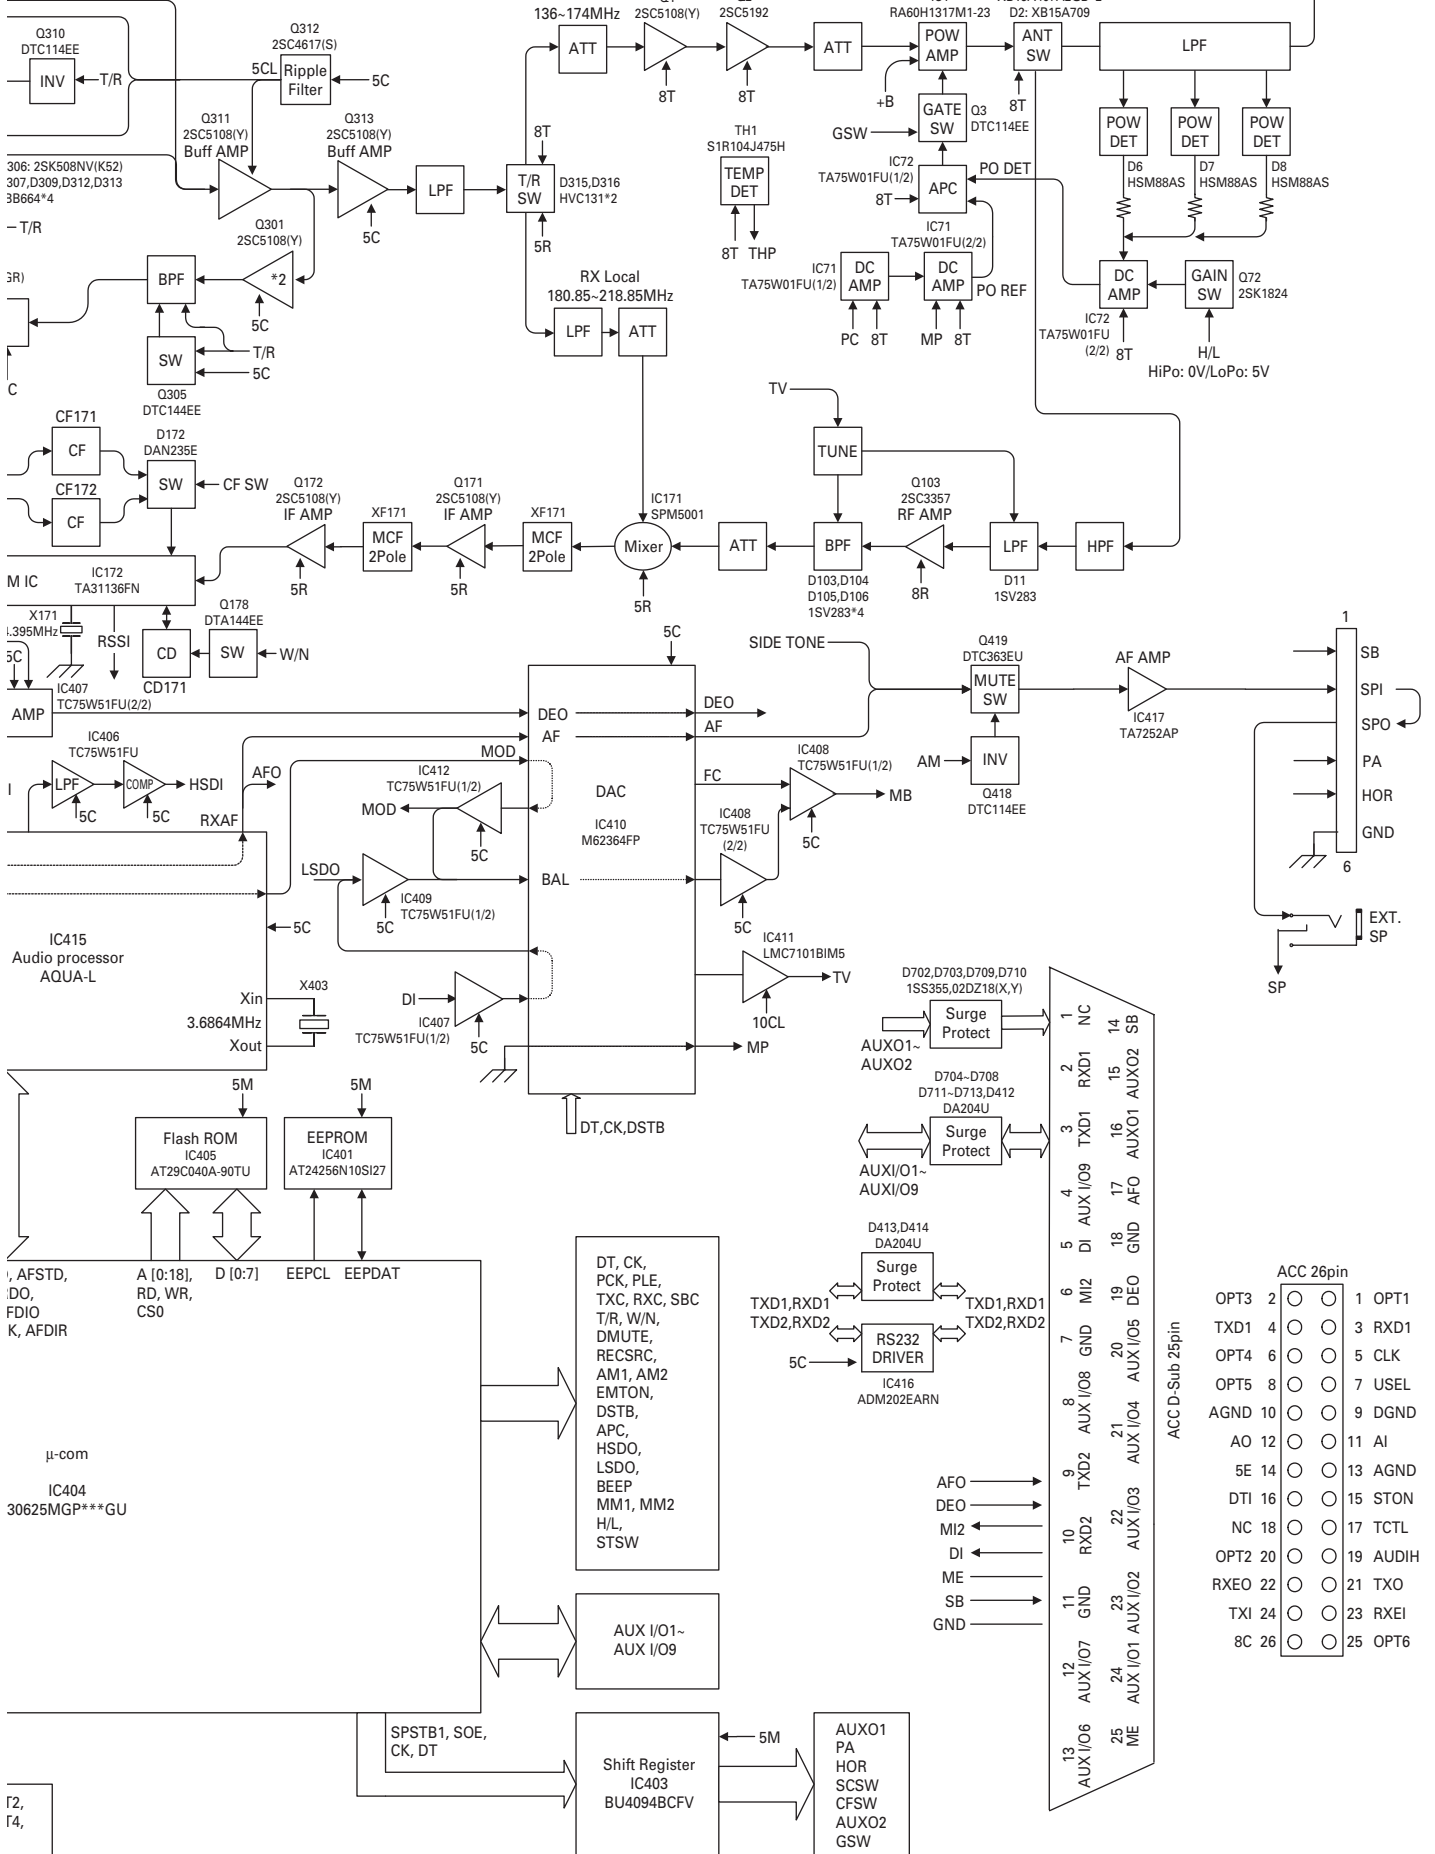 136~174MHz
2SC5108(Y)
2SC5192
RA60H1317M1-23
D2: XB15A709
Q310
DTC114EE
INV
T/R
Q312
2SC4617(S)
5CL
Ripple
Filter
5C
ATT
8T
8T
ATT
POW
AMP
+B
ANT
SW
8T
LPF
GATE
SW
Q3
DTC114EE
GSW
POW
DET
D6
HSM88AS
POW
DET
D7
HSM88AS
POW
DET
D8
HSM88AS
Q311
2SC5108(Y)
Buff AMP
Q313
2SC5108(Y)
Buff AMP
5C
LPF
8T
T/R
SW
5R
D315,D316
HVC131*2
TH1
S1R104J475H
TEMP
DET
8T
THP
IC72
TA75W01FU(1/2)
APC
8T
PO DET
306: 2SK508NV(K52)
307,D309,D312,D313
BB664*4
T/R
Q301
2SC5108(Y)
*2
5C
GR)
BPF
SW
T/R
5C
Q305
DTC144EE
C
IC71
TA75W01FU(2/2)
IC71
TA75W01FU(1/2)
DC
AMP
DC
AMP
PO REF
PC
8T
MP
8T
DC
AMP
IC72
TA75W01FU
(2/2)
8T
GAIN
SW
Q72
2SK1824
H/L
HiPo: 0V/LoPo: 5V
RX Local
180.85~218.85MHz
LPF
ATT
TV
TUNE
CF171
CF
CF172
CF
D172
DAN235E
SW
CF SW
Q172
2SC5108(Y)
IF AMP
5R
XF171
MCF
2Pole
Q171
2SC5108(Y)
IF AMP
5R
XF171
MCF
2Pole
IC171
SPM5001
Mixer
5R
ATT
BPF
D103,D104
D105,D106
1SV283*4
Q103
2SC3357
RF AMP
8R
LPF
D11
1SV283
HPF
M IC
IC172
TA31136FN
X171
4.395MHz
RSSI
CD
CD171
Q178
DTA144EE
SW
W/N
5C
IC407
TC75W51FU(2/2)
AMP
IC406
TC75W51FU
LPF
COMP
HSDI
5C
5C
I
AFO
RXAF
5C
DEO
AF
MOD
DAC
IC410
M62364FP
BAL
DEO
AF
FC
SIDE TONE
Q419
DTC363EU
MUTE
SW
AM
INV
Q418
DTC114EE
AF AMP
IC417
TA7252AP
1
SB
SPI
SPO
PA
HOR
GND
6
EXT.
SP
SP
IC408
TC75W51FU(1/2)
MB
5C
IC408
TC75W51FU
(2/2)
5C
IC412
TC75W51FU(1/2)
MOD
5C
LSDO
IC409
TC75W51FU(1/2)
5C
IC411
LMC7101BIM5
TV
10CL
DI
IC407
TC75W51FU(1/2)
5C
MP
DT,CK,DSTB
IC415
Audio processor
AQUA-L
5C
Xin
3.6864MHz
Xout
X403
5M
Flash ROM
IC405
AT29C040A-90TU
5M
EEPROM
IC401
AT24256N10SI27
, AFSTD,
DO,
FDIO
K, AFDIR
A [0:18],
RD, WR,
CS0
D [0:7]
EEPCL
EEPDAT
μ-com
IC404
30625MGP***GU
DT, CK,
PCK, PLE,
TXC, RXC, SBC
T/R, W/N,
DMUTE,
RECSRC,
AM1, AM2
EMTON,
DSTB,
APC,
HSDO,
LSDO,
BEEP
MM1, MM2
H/L,
STSW
AUX I/O1~
AUX I/O9
SPSTB1, SOE,
CK, DT
Shift Register
IC403
BU4094BCFV
5M
AUXO1
PA
HOR
SCSW
CFSW
AUXO2
GSW
T2,
T4,
D702,D703,D709,D710
1SS355,02DZ18(X,Y)
Surge
Protect
AUXO1~
AUXO2
D704~D708
D711~D713,D412
DA204U
Surge
Protect
AUXI/O1~
AUXI/O9
D413,D414
DA204U
Surge
Protect
TXD1,RXD1
TXD2,RXD2
TXD1,RXD1
TXD2,RXD2
RS232
DRIVER
5C
IC416
ADM202EARN
AFO
DEO
MI2
DI
ME
SB
GND
1 NC
2 RXD1
3 TXD1
4 AUX I/O9
5 DI
6 MI2
7 GND
8 AUX I/O8
9 TXD2
10 RXD2
11 GND
12 AUX I/O7
13 AUX I/O6
14 SB
15 AUXO2
16 AUXO1
17 AFO
18 GND
19 DEO
20 AUX I/O5
21 AUX I/O4
22 AUX I/O3
23 AUX I/O2
24 AUX I/O1
25 ME
ACC D-Sub 25pin
ACC 26pin
OPT3 2 1 OPT1
TXD1 4 3 RXD1
OPT4 6 5 CLK
OPT5 8 7 USEL
AGND 10 9 DGND
AO 12 11 AI
5E 14 13 AGND
DTI 16 15 STON
NC 18 17 TCTL
OPT2 20 19 AUDIH
RXEO 22 21 TXO
TXI 24 23 RXEI
8C 26 25 OPT6